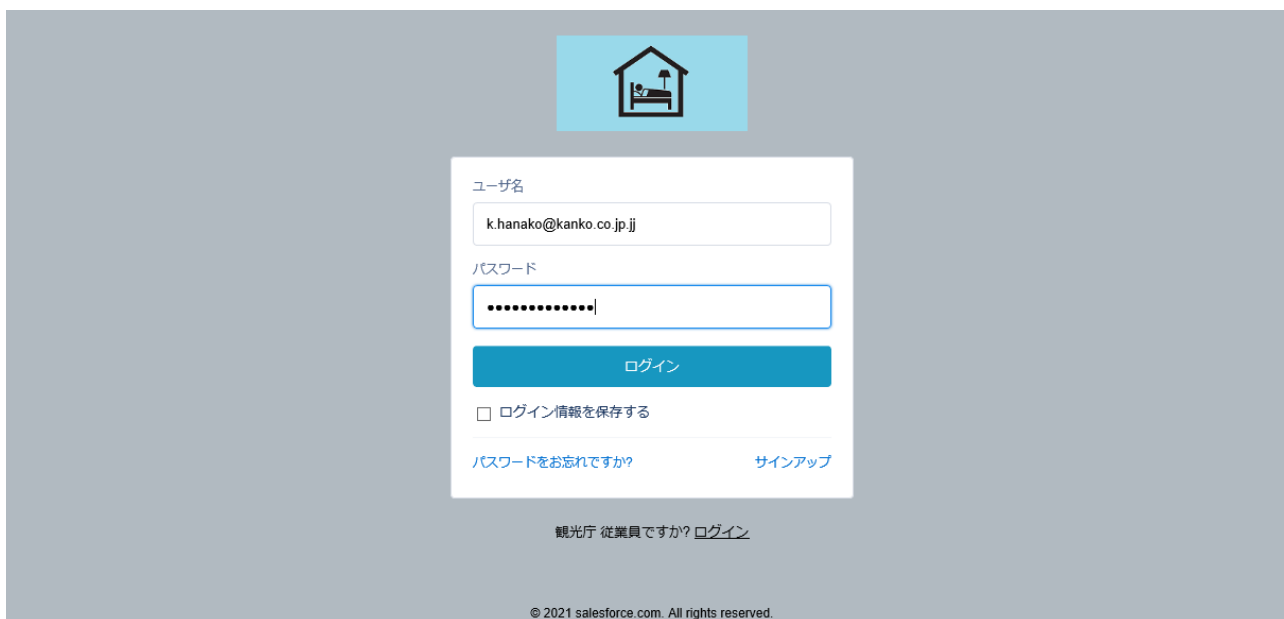 ユーザ名
k.hanako@kanko.co.jp.jj
パスワード
•••••••••••••
ログイン
ログイン情報を保存する
パスワードをお忘れですか? サインアップ
観光庁 従業員ですか? ログイン
© 2021 salesforce.com. All rights reserved.